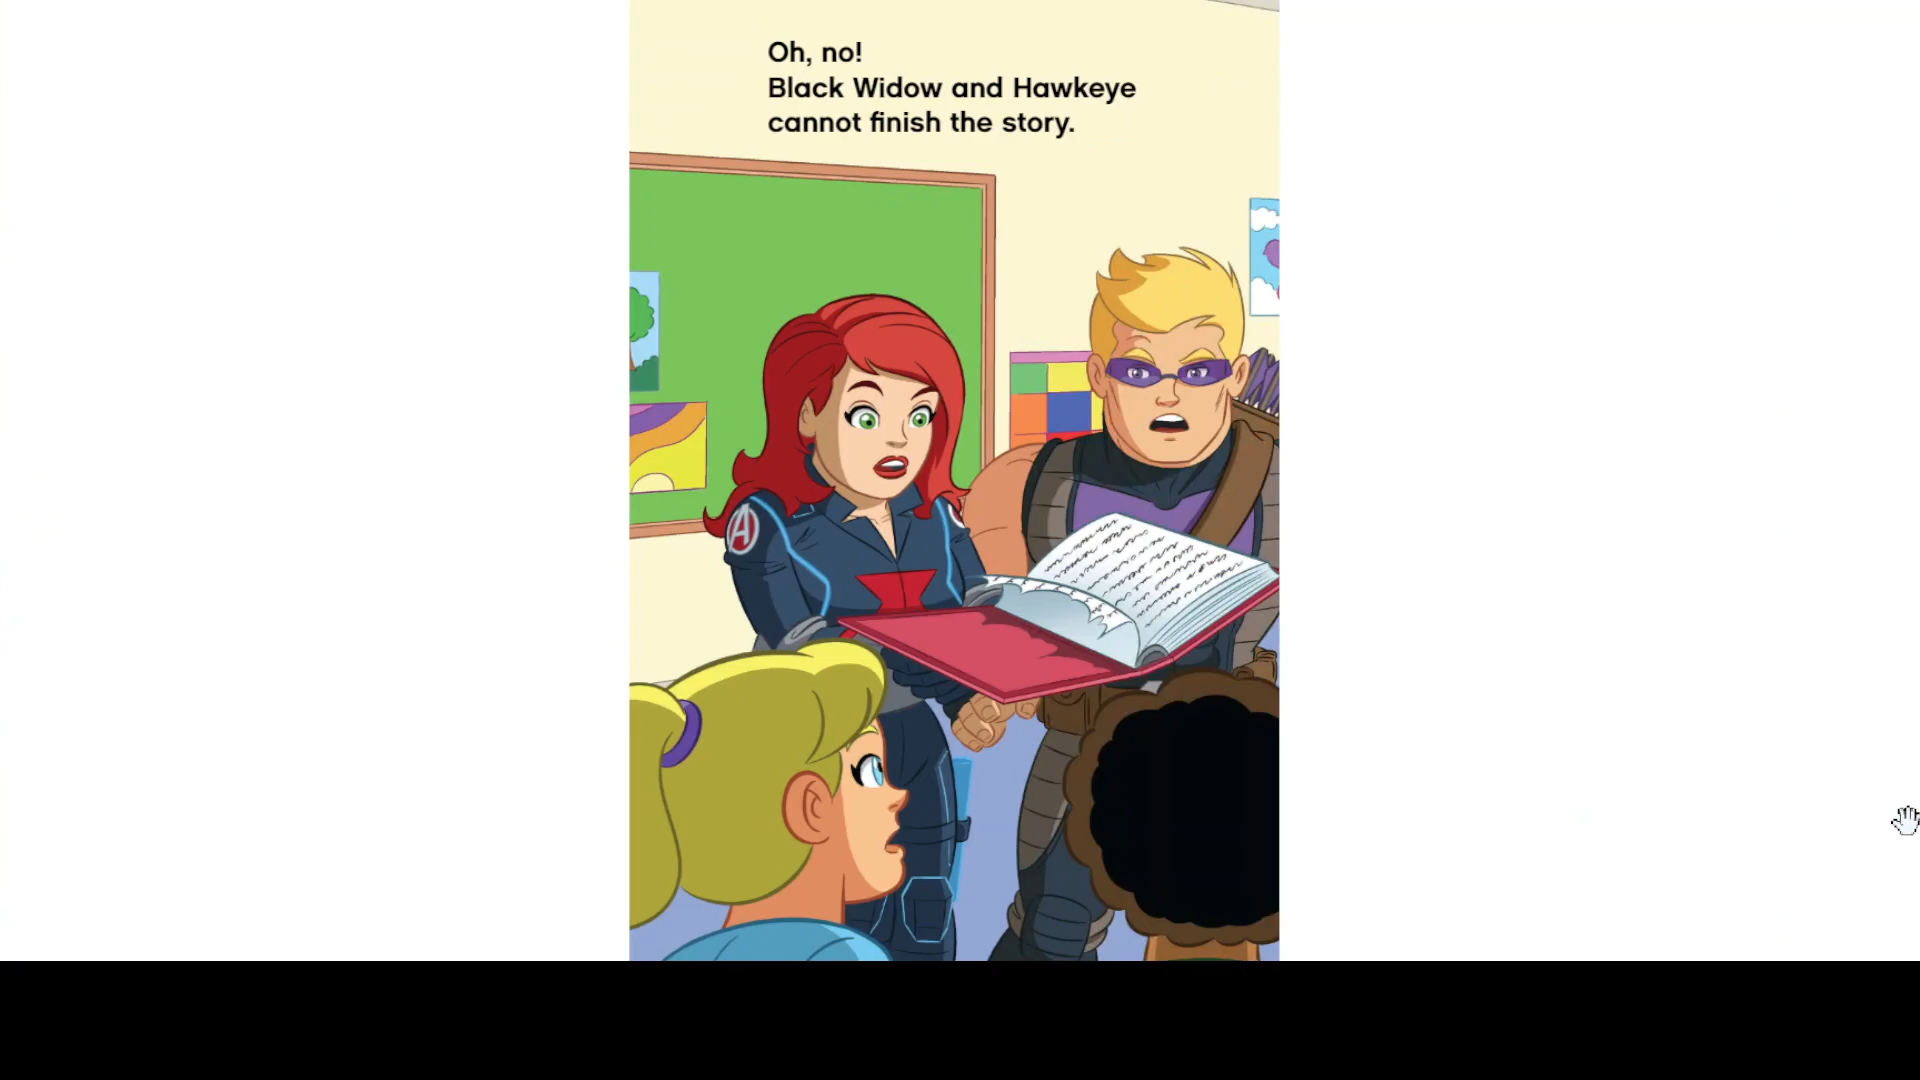 Oh, no!
Black Widow and Hawkeye
cannot finish the story.
A